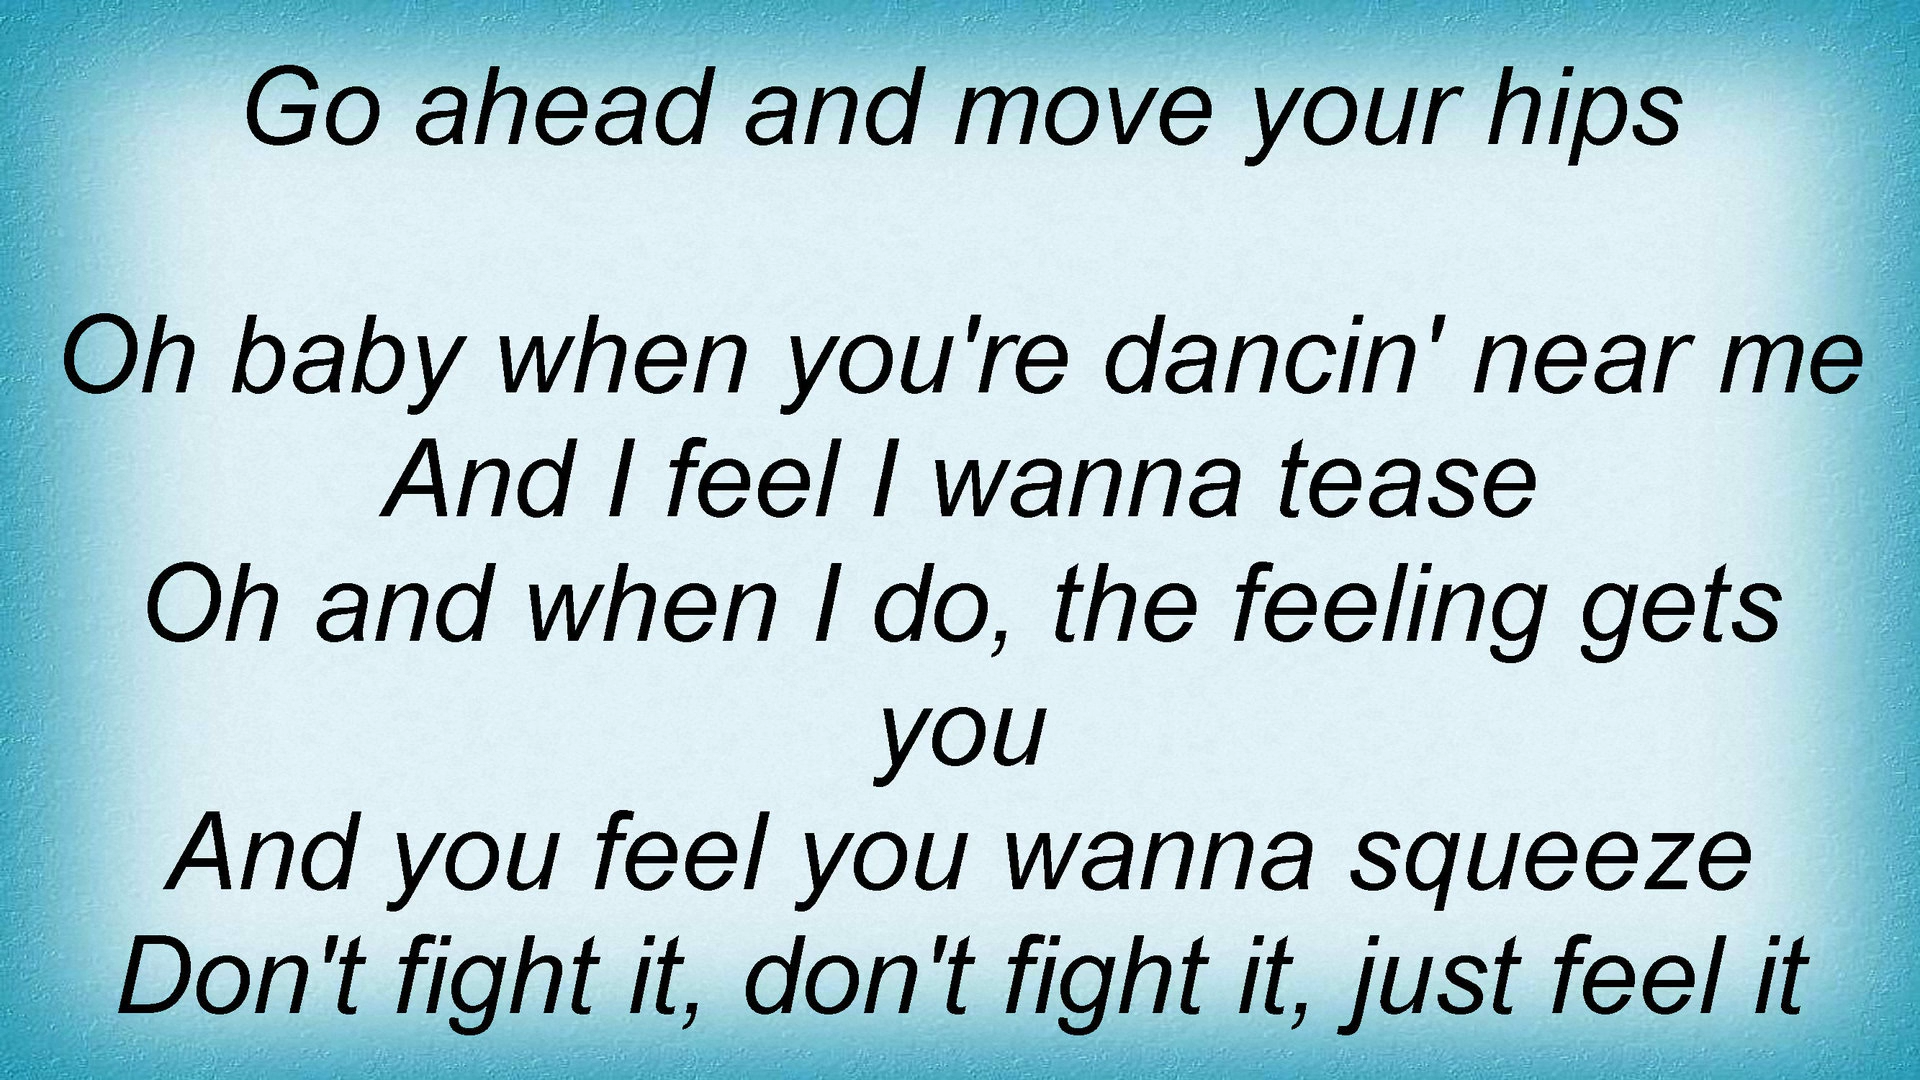 Go ahead and move your hips
Oh baby when you're dancin' near me
And I feel I wanna tease
Oh and when I do, the feeling gets
you
And you feel you wanna squeeze
Don't fight it, don't fight it, just feel it